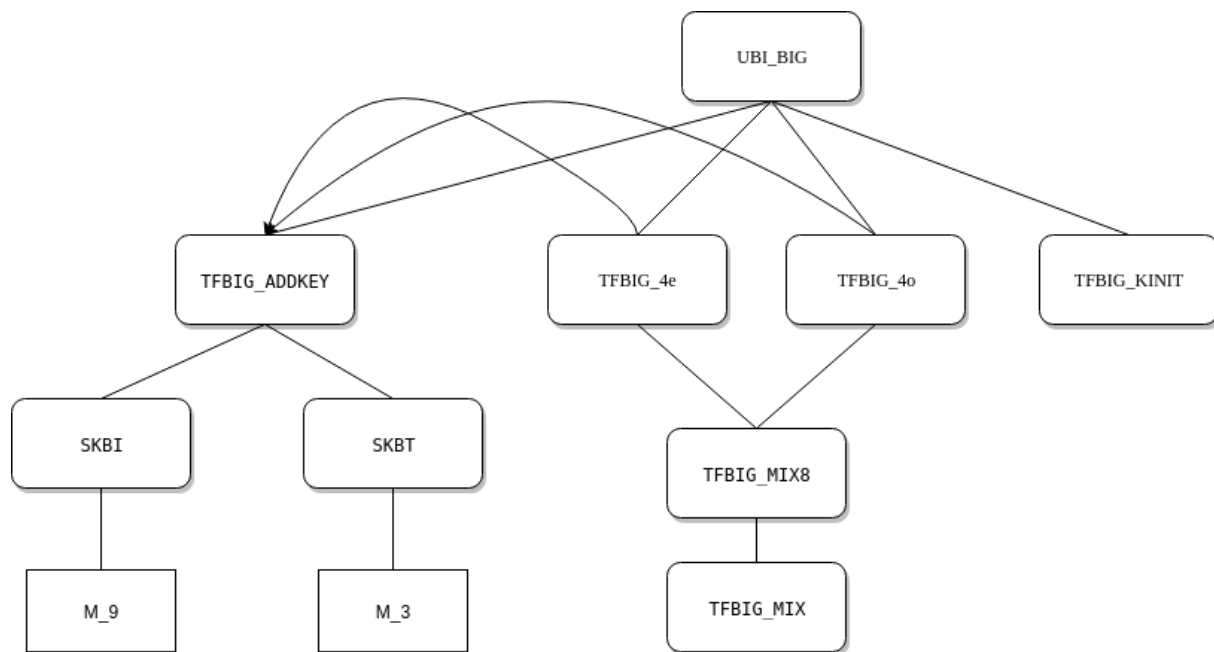 UBI_BIG
TFBIG_ADDKEY
TFBIG_4e
TFBIG_4o
TFBIG_KINIT
SKBI
SKBT
TFBIG_MIX8
M_9
M_3
TFBIG_MIX